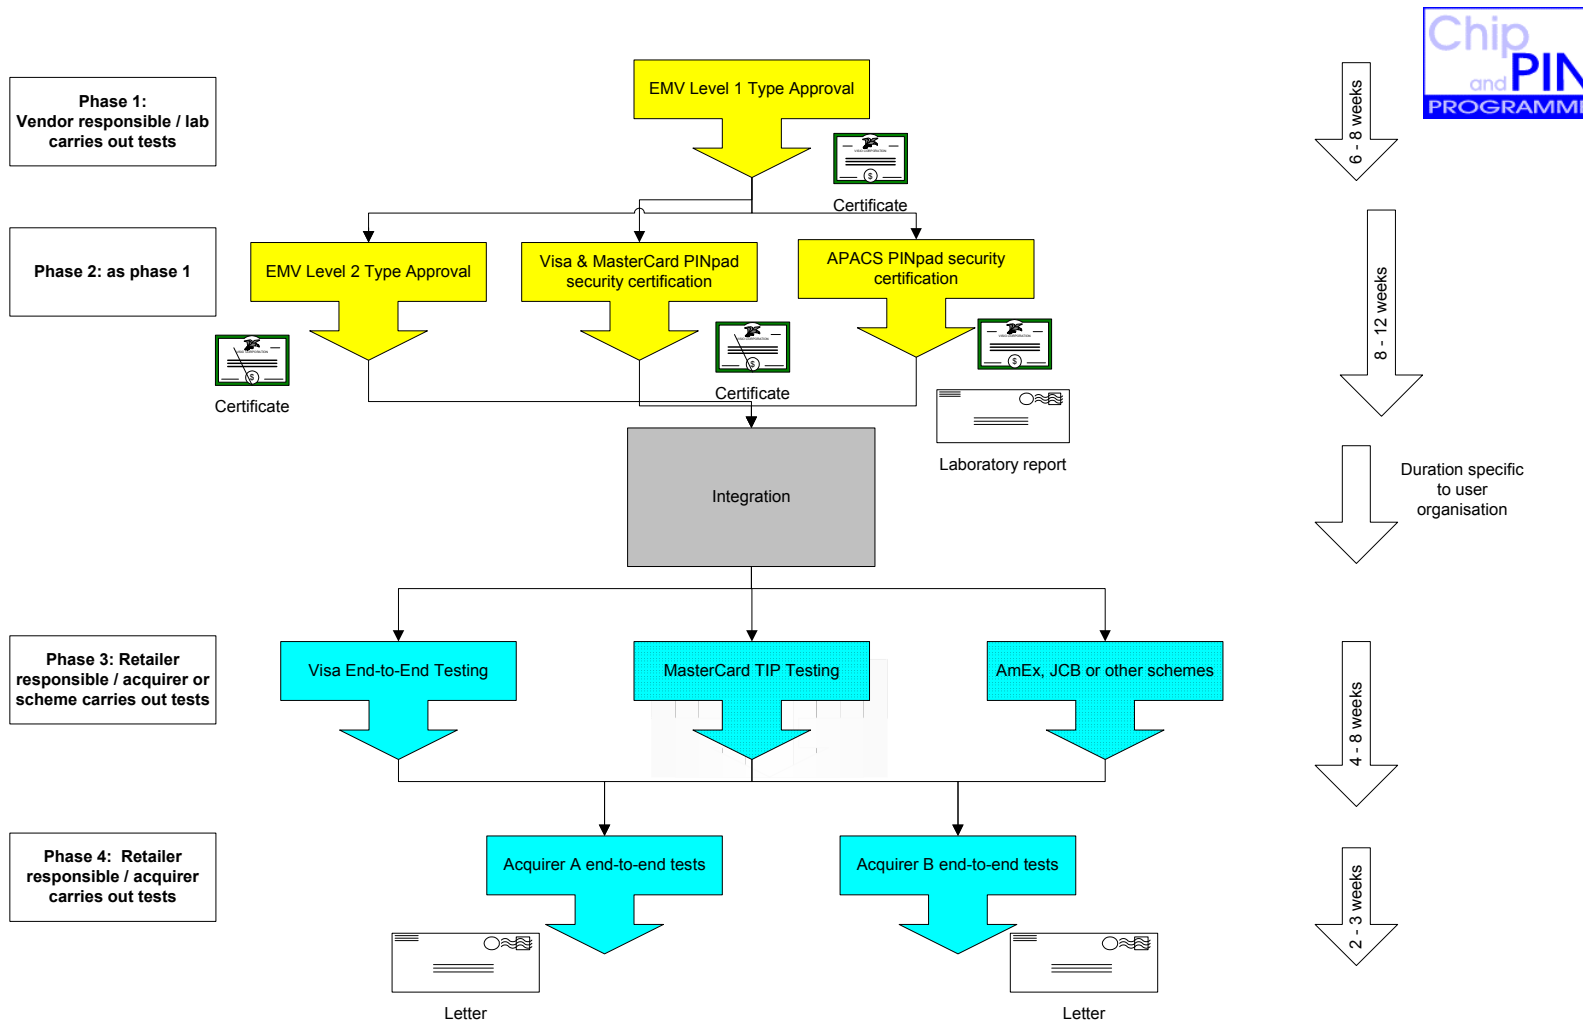 Chip
and PIN
PROGRAMME
Phase 1:
Vendor responsible / lab
carries out tests
EMV Level 1 Type Approval
Certificate
6 - 8 weeks
Phase 2: as phase 1
EMV Level 2 Type Approval
Visa & MasterCard PINpad
security certification
APACS PINpad security
certification
Certificate
Certificate
Laboratory report
8 - 12 weeks
Integration
Duration specific
to user
organisation
Phase 3: Retailer
responsible / acquirer or
scheme carries out tests
Visa End-to-End Testing
MasterCard TIP Testing
AmEx, JCB or other schemes
4 - 8 weeks
Phase 4:  Retailer
responsible / acquirer
carries out tests
Acquirer A end-to-end tests
Acquirer B end-to-end tests
2 - 3 weeks
Letter
Letter